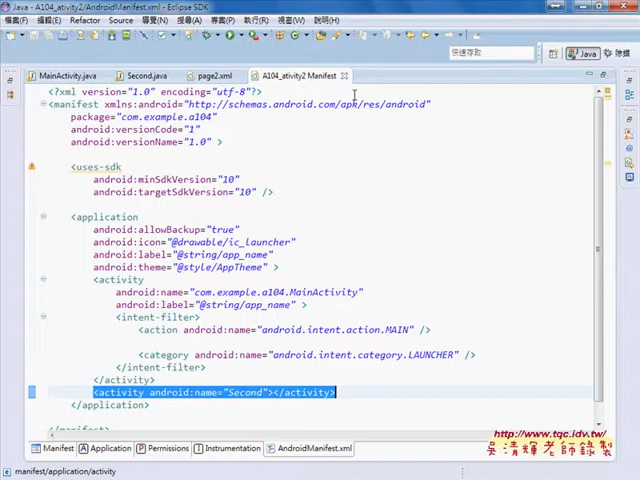 Java - A104_ativity2/AndroidManifest.xml - Eclipse SDK
檔案(F) 編輯(E) Refactor Source 導覽(N) 搜尋(A) 專案(P) 執行(R) 視窗(W) 說明(H)
快速存取
Java
除錯
MainActivity.java Second.java page2.xml A104_ativity2 Manifest
<?xml version="1.0" encoding="utf-8"?>
<manifest xmlns:android="http://schemas.android.com/apk/res/android"
package="com.example.a104"
android:versionCode="1"
android:versionName="1.0" >
<uses-sdk
android:minSdkVersion="10"
android:targetSdkVersion="10" />
<application
android:allowBackup="true"
android:icon="@drawable/ic_launcher"
android:label="@string/app_name"
android:theme="@style/AppTheme" >
<activity
android:name="com.example.a104.MainActivity"
android:label="@string/app_name" >
<intent-filter>
<action android:name="android.intent.action.MAIN" />
<category android:name="android.intent.category.LAUNCHER" />
</intent-filter>
</activity>
<activity android:name="Second"></activity>
</application>
</manifest>
http://www.tqc.idv.tw/
吳清輝老師錄製
Manifest Application Permissions Instrumentation AndroidManifest.xml
manifest/application/activity